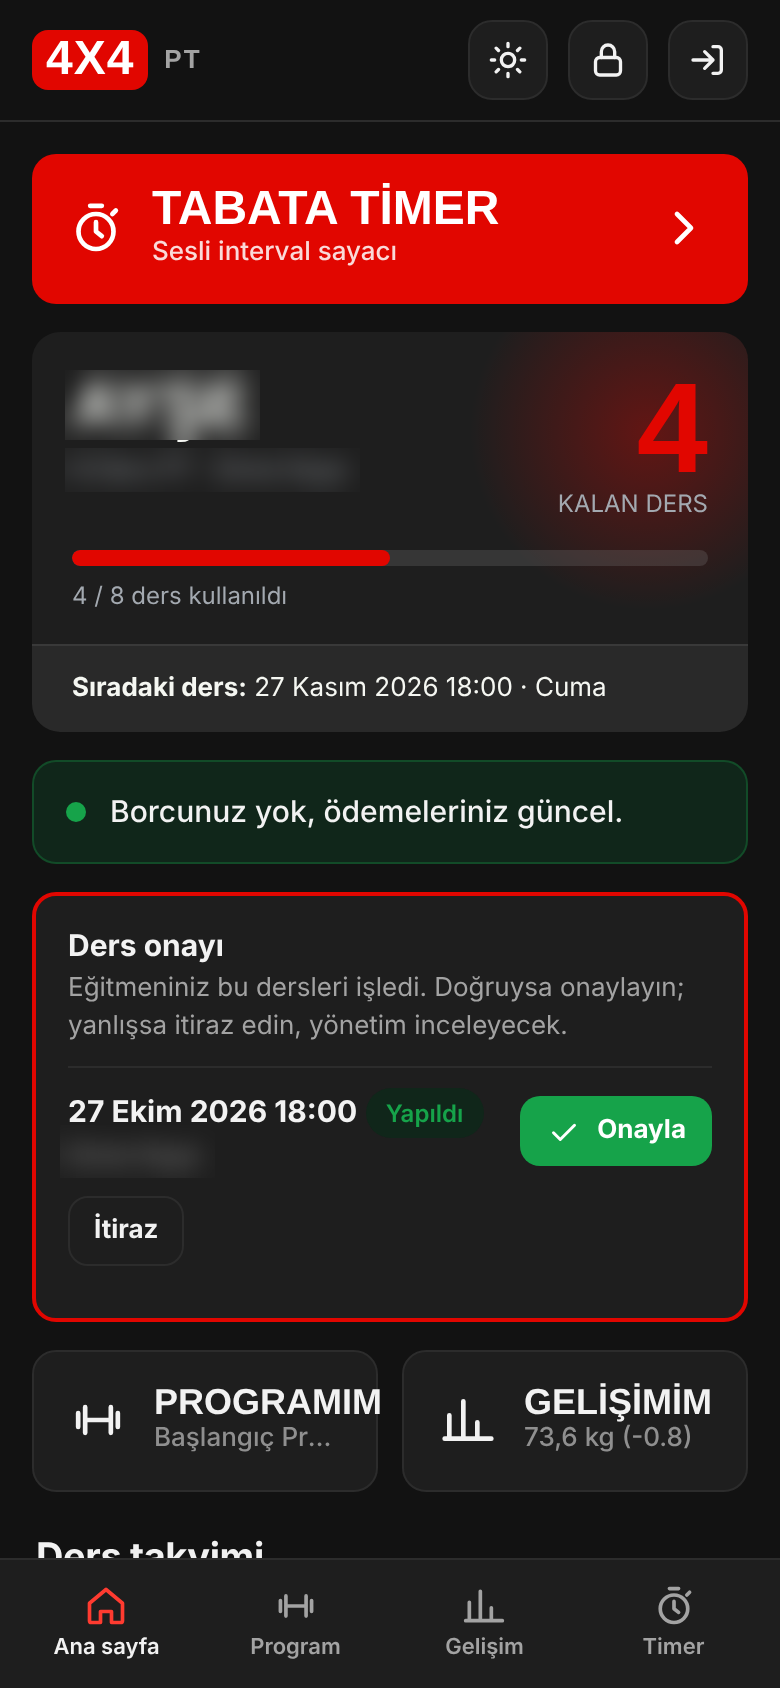 4X4 PT
TABATA TİMER
Sesli interval sayacı
4
KALAN DERS
4 / 8 ders kullanıldı
Sıradaki ders: 27 Kasım 2026 18:00 · Cuma
Borcunuz yok, ödemeleriniz güncel.
Ders onayı
Eğitmeniniz bu dersleri işledi. Doğruysa onaylayın;
yanlışsa itiraz edin, yönetim inceleyecek.
27 Ekim 2026 18:00 Yapıldı
Onayla
İtiraz
PROGRAMIM
Başlangıç Pr...
GELİŞİMİM
73,6 kg (-0.8)
Ders takvimi
Ana sayfa
Program
Gelişim
Timer